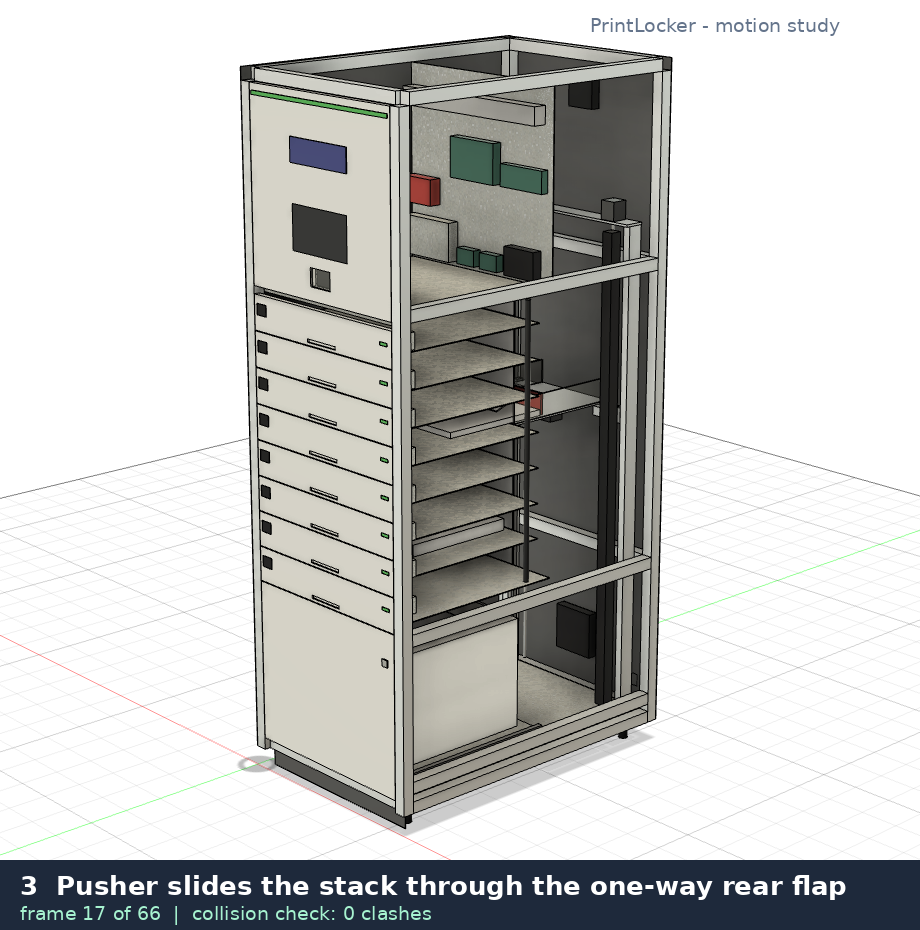 PrintLocker - motion study
3 Pusher slides the stack through the one-way rear flap
frame 17 of 66 | collision check: 0 clashes